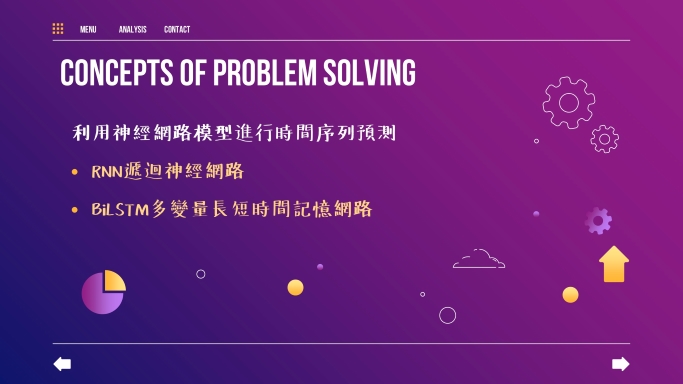 MENU ANALYSIS CONTACT
CONCEPTS OF PROBLEM SOLVING
利用神經網路模型進行時間序列預測
RNN遞迴神經網路
BiLSTM多變量長短時間記憶網路